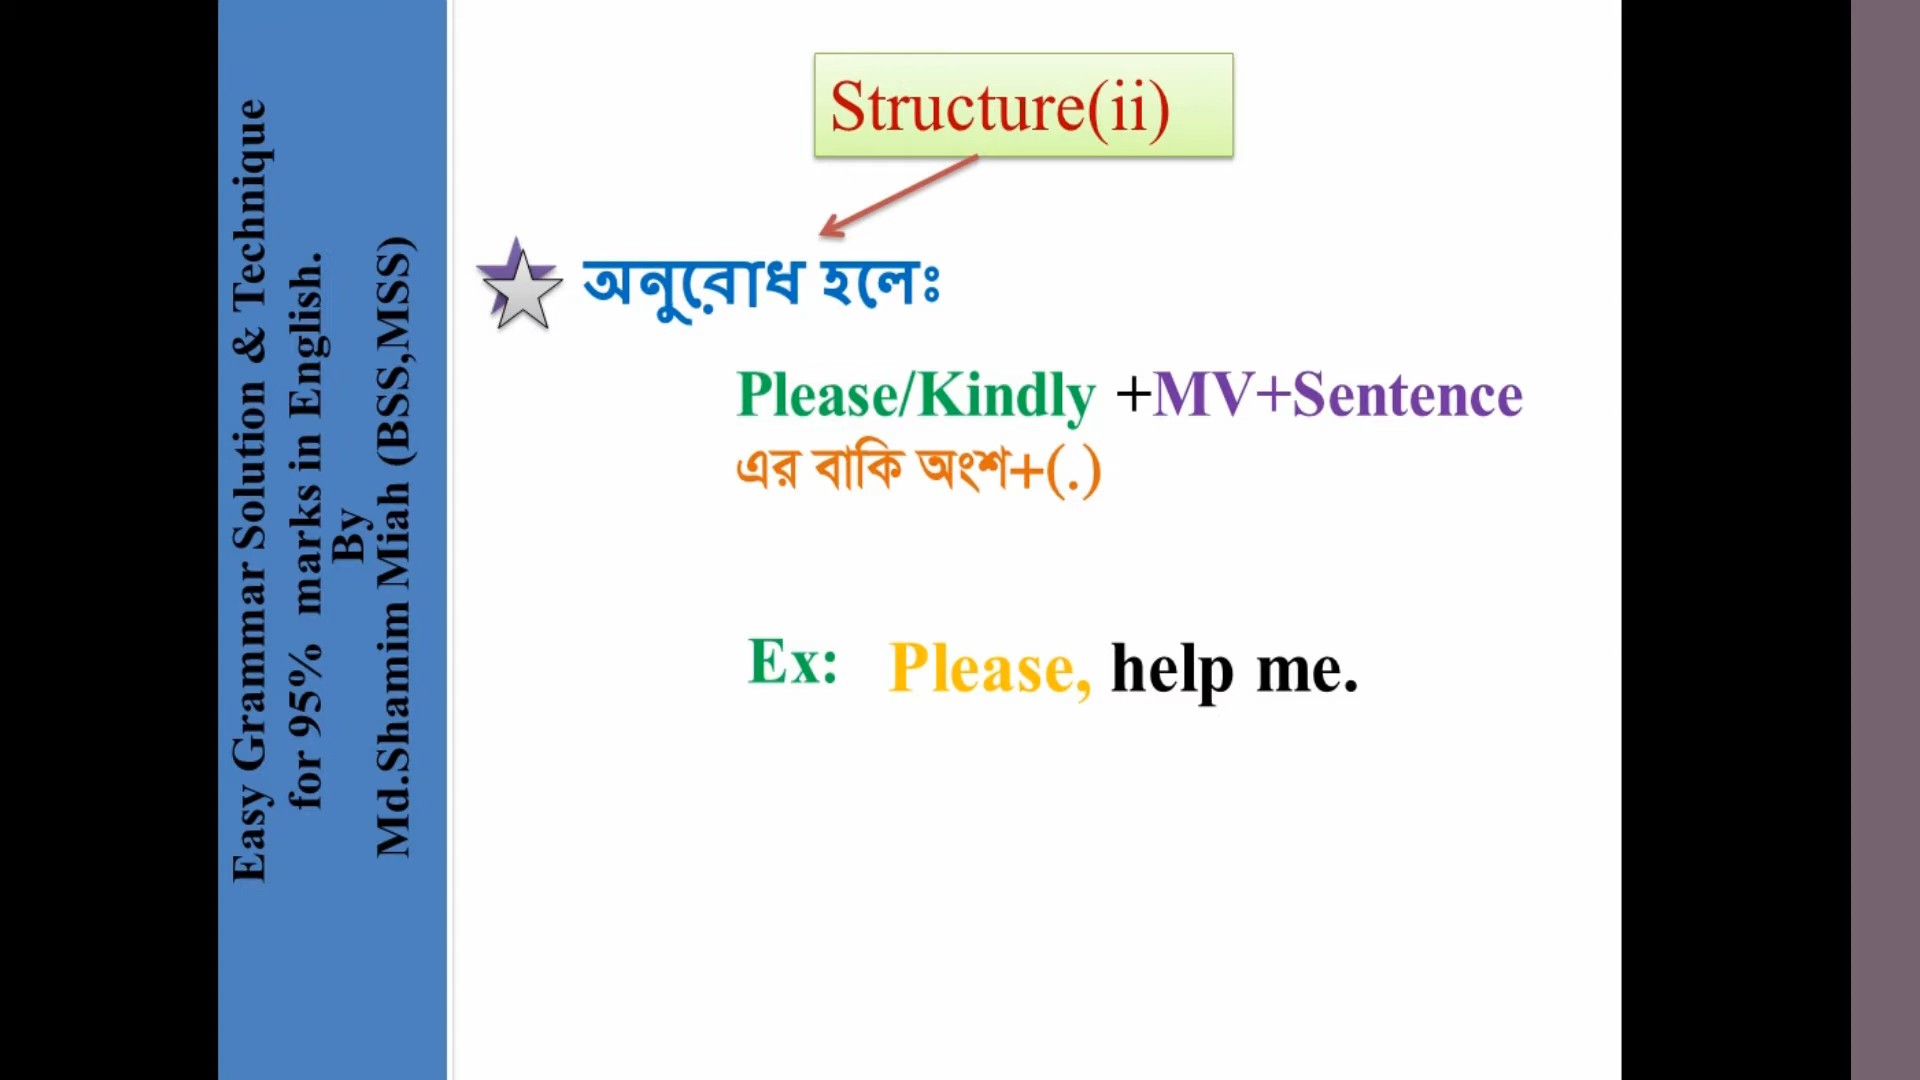 Easy Grammar Solution & Technique
for 95% marks in English.
By
Md.Shamim Miah (BSS,MSS)
Structure(ii)
অনুরোধ হলেঃ
Please/Kindly +MV+Sentence
এর বাকি অংশ+(.)
Ex: Please, help me.